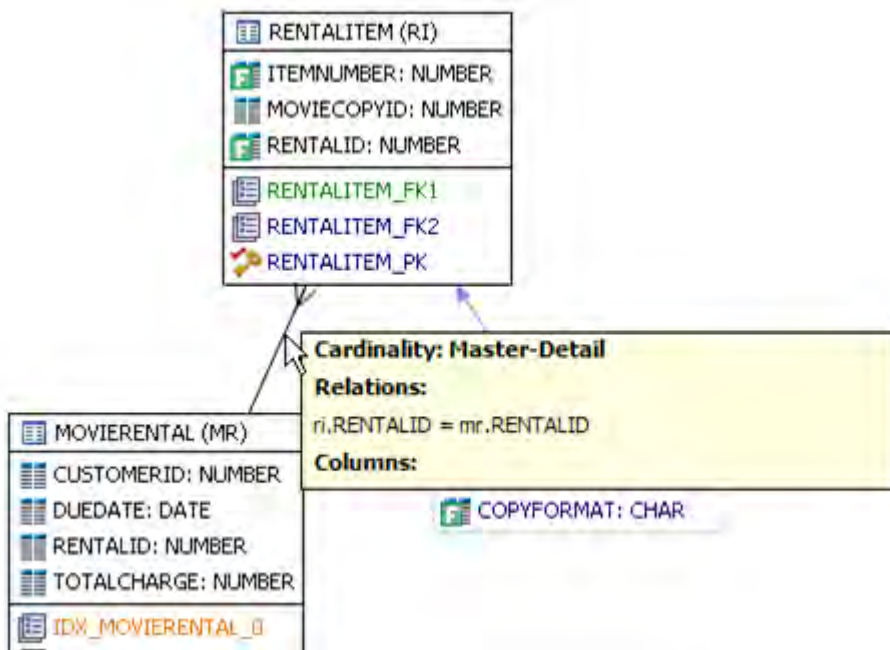 RENTALITEM (RI)
ITEMNUMBER: NUMBER
MOVIECOPYID: NUMBER
RENTALID: NUMBER
RENTALITEM_FK1
RENTALITEM_FK2
RENTALITEM_PK
Cardinality: Master-Detail
Relations:
ri.RENTALID = mr.RENTALID
Columns:
MOVIERENTAL (MR)
CUSTOMERID: NUMBER
DUEDATE: DATE
RENTALID: NUMBER
TOTALCHARGE: NUMBER
IDX_MOVIERENTAL_0
COPYFORMAT: CHAR